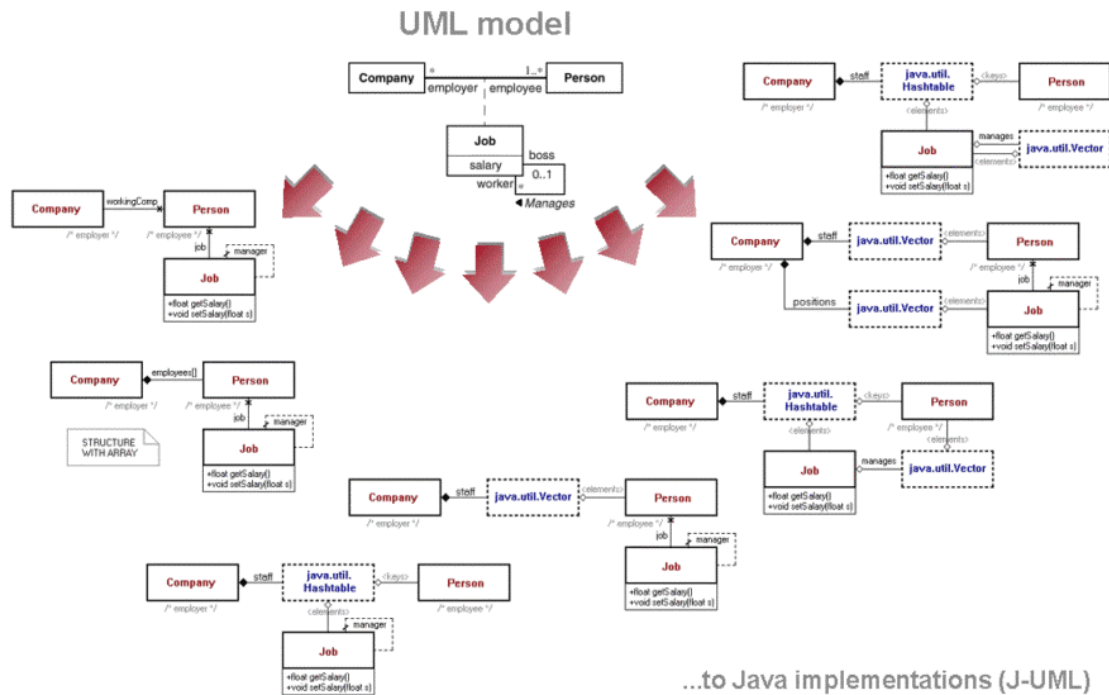 UML model
Company
*
employer
1..*
employee
Person
Job
salary
boss
0..1
worker
*
Manages
Company
/* employer */
staff
java.util.
Hashtable
<keys>
Person
/* employee */
<elements>
Job
+float getSalary()
+void setSalary(float s)
manages
<elements>
java.util.Vector
Company
/* employer */
workingComp
Person
/* employee */
job
manager
Job
+float getSalary()
+void setSalary(float s)
Company
/* employer */
staff
java.util.Vector
<elements>
Person
/* employee */
job
manager
positions
java.util.Vector
<elements>
Job
+float getSalary()
+void setSalary(float s)
Company
/* employer */
employees[]
Person
/* employee */
job
manager
Job
+float getSalary()
+void setSalary(float s)
STRUCTURE
WITH ARRAY
Company
/* employer */
staff
java.util.
Hashtable
<keys>
Person
/* employee */
<elements>
<elements>
Job
+float getSalary()
+void setSalary(float s)
manages
java.util.Vector
Company
/* employer */
staff
java.util.Vector
<elements>
Person
/* employee */
job
manager
Job
+float getSalary()
+void setSalary(float s)
Company
/* employer */
staff
java.util.
Hashtable
<keys>
Person
/* employee */
<elements>
manager
Job
+float getSalary()
+void setSalary(float s)
...to Java implementations (J-UML)